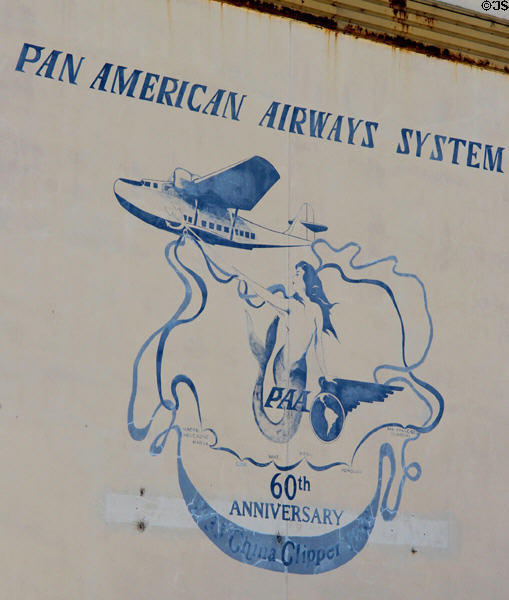 © JS
PAN AMERICAN AIRWAYS SYSTEM
PAA
60th
ANNIVERSARY
China Clipper